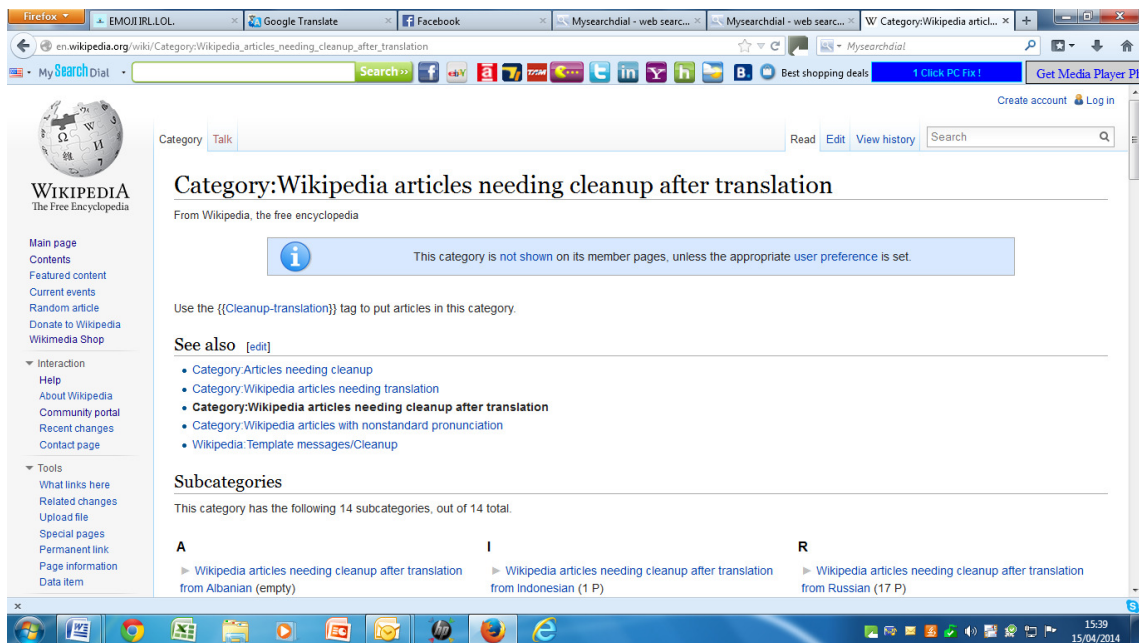 Firefox
EMOJI IRL.LOL.
Google Translate
Facebook
Mysearchdial - web searc...
Mysearchdial - web searc...
W Category:Wikipedia articl...
en.wikipedia.org/wiki/Category:Wikipedia_articles_needing_cleanup_after_translation
Mysearchdial
MySearchDial
Search
ebY
a
in
Y
h
B.
Best shopping deals
1 Click PC Fix !
Get Media Player Pl
Create account Log in
Category Talk
Read Edit View history Search
WIKIPEDIA
The Free Encyclopedia
Category:Wikipedia articles needing cleanup after translation
From Wikipedia, the free encyclopedia
This category is not shown on its member pages, unless the appropriate user preference is set.
Use the {{Cleanup-translation}} tag to put articles in this category.
See also [edit]
Category:Articles needing cleanup
Category:Wikipedia articles needing translation
Category:Wikipedia articles needing cleanup after translation
Category:Wikipedia articles with nonstandard pronunciation
Wikipedia:Template messages/Cleanup
Subcategories
This category has the following 14 subcategories, out of 14 total.
A
Wikipedia articles needing cleanup after translation
from Albanian (empty)
I
Wikipedia articles needing cleanup after translation
from Indonesian (1 P)
R
Wikipedia articles needing cleanup after translation
from Russian (17 P)
Main page
Contents
Featured content
Current events
Random article
Donate to Wikipedia
Wikimedia Shop
Interaction
Help
About Wikipedia
Community portal
Recent changes
Contact page
Tools
What links here
Related changes
Upload file
Special pages
Permanent link
Page information
Data item
15:39
15/04/2014